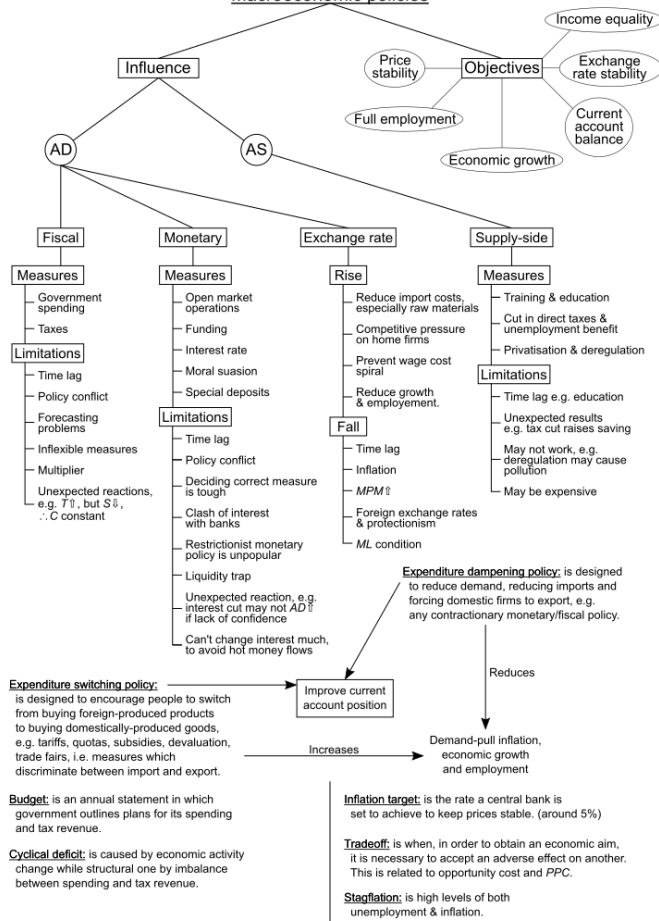 Macroeconomic policies
Influence
Objectives
Income equality
Price
stability
Exchange
rate stability
Full employment
Current
account
balance
Economic growth
AD
AS
Fiscal
Measures
Government
spending
Taxes
Limitations
Time lag
Policy conflict
Forecasting
problems
Inflexible measures
Multiplier
Unexpected reactions,
e.g. T⇑, but S⇓,
∴C constant
Monetary
Measures
Open market
operations
Funding
Interest rate
Moral suasion
Special deposits
Limitations
Time lag
Policy conflict
Deciding correct measure
is tough
Clash of interest
with banks
Restrictionist monetary
policy is unpopular
Liquidity trap
Unexpected reaction, e.g.
interest cut may not AD⇑
if lack of confidence
Can't change interest much,
to avoid hot money flows
Exchange rate
Rise
Reduce import costs,
especially raw materials
Competitive pressure
on home firms
Prevent wage cost
spiral
Reduce growth
& employement.
Fall
Time lag
Inflation
MPM⇑
Foreign exchange rates
& protectionism
ML condition
Supply-side
Measures
Training & education
Cut in direct taxes &
unemployment benefit
Privatisation & deregulation
Limitations
Time lag e.g. education
Unexpected results
e.g. tax cut raises saving
May not work, e.g.
deregulation may cause
pollution
May be expensive
Expenditure dampening policy: is designed
to reduce demand, reducing imports and
forcing domestic firms to export, e.g.
any contractionary monetary/fiscal policy.
Reduces
Expenditure switching policy:
is designed to encourage people to switch
from buying foreign-produced products
to buying domestically-produced goods,
e.g. tariffs, quotas, subsidies, devaluation,
trade fairs, i.e. measures which
discriminate between import and export.
Improve current
account position
Increases
Demand-pull inflation,
economic growth
and employment
Budget: is an annual statement in which
government outlines plans for its spending
and tax revenue.
Cyclical deficit: is caused by economic activity
change while structural one by imbalance
between spending and tax revenue.
Inflation target: is the rate a central bank is
set to achieve to keep prices stable. (around 5%)
Tradeoff: is when, in order to obtain an economic aim,
it is necessary to accept an adverse effect on another.
This is related to opportunity cost and PPC.
Stagflation: is high levels of both
unemployment & inflation.